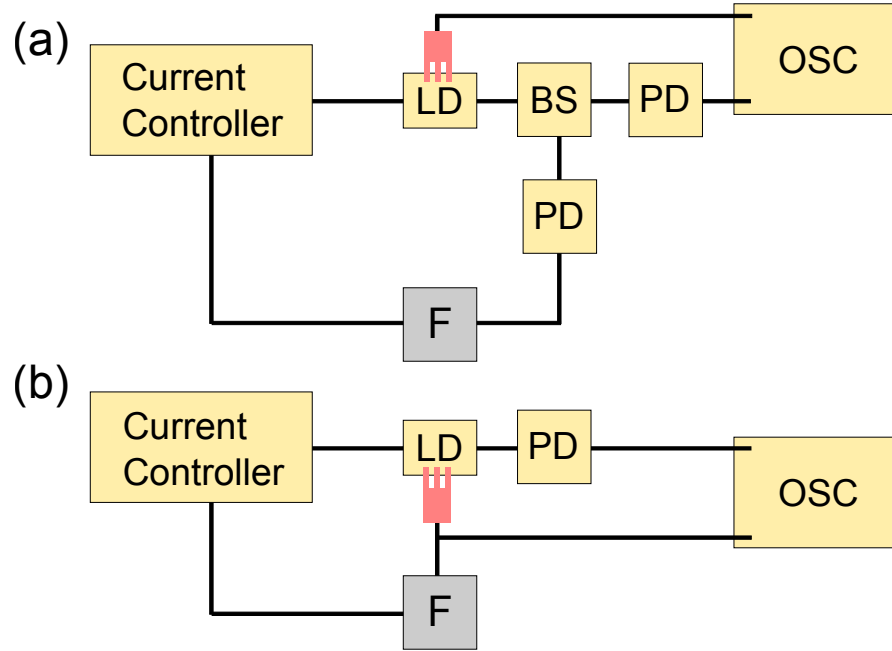 (a)
Current
Controller
LD
BS
PD
OSC
PD
F
(b)
Current
Controller
LD
PD
OSC
F